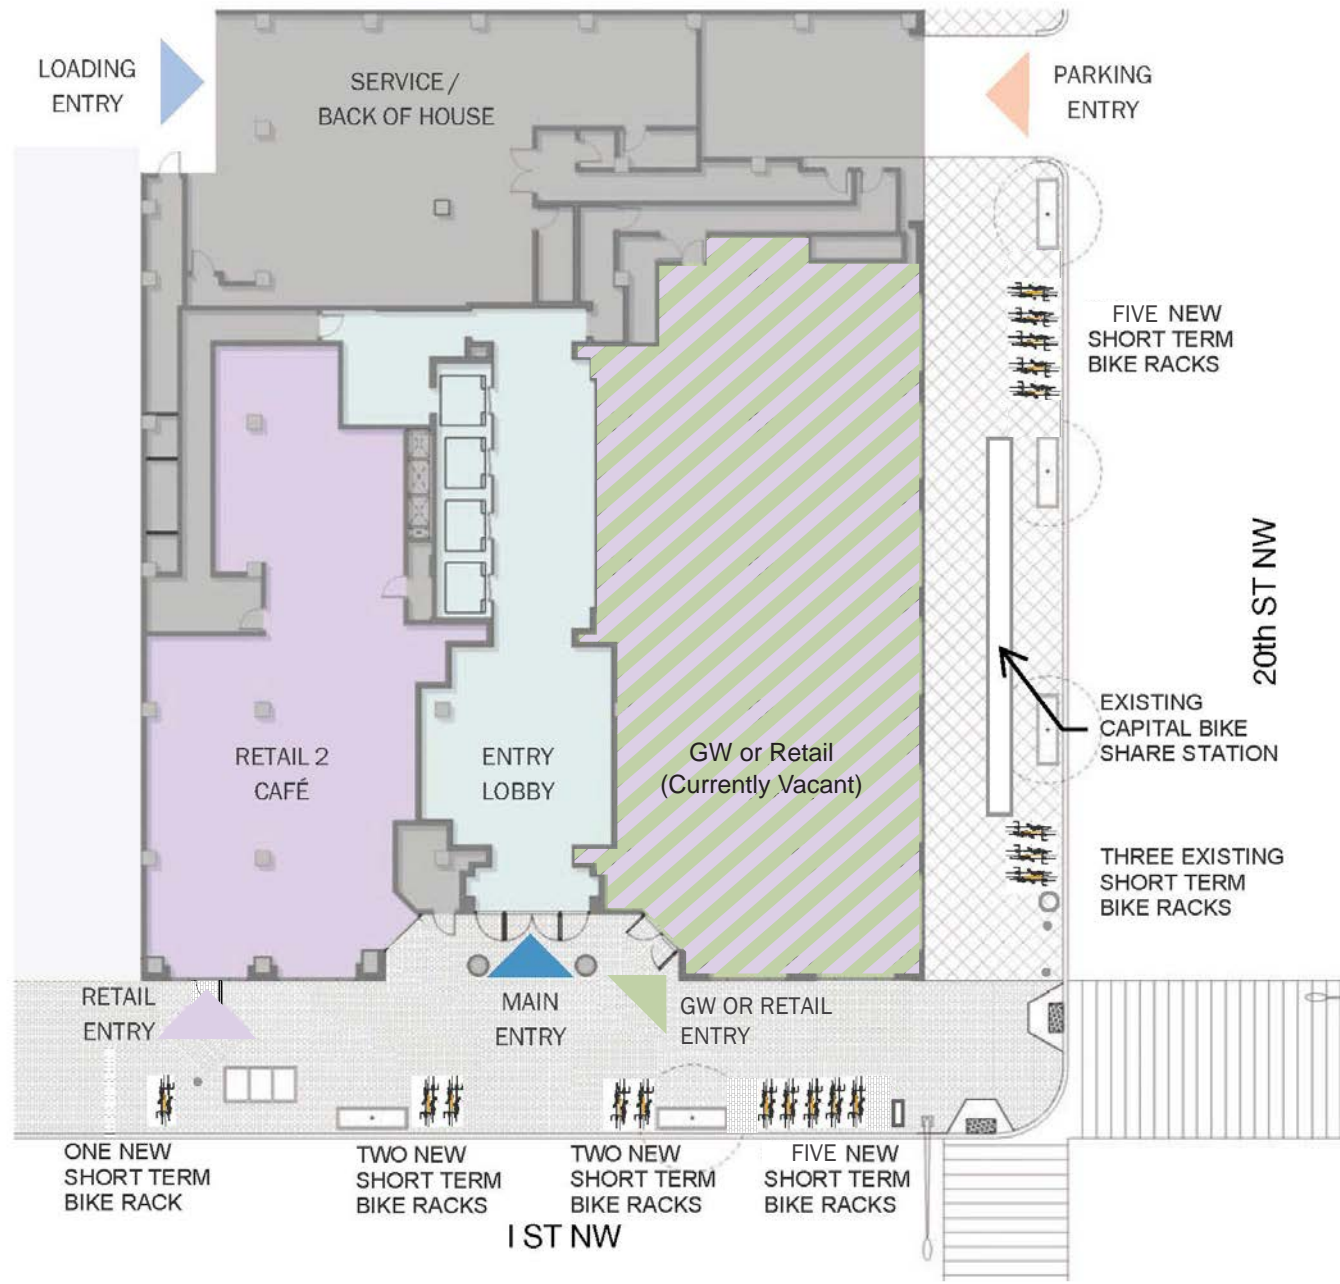 LOADING
ENTRY
SERVICE /
BACK OF HOUSE
PARKING
ENTRY
FIVE NEW
SHORT TERM
BIKE RACKS
20th ST NW
EXISTING
CAPITAL BIKE
SHARE STATION
RETAIL 2
CAFÉ
ENTRY
LOBBY
GW or Retail
(Currently Vacant)
THREE EXISTING
SHORT TERM
BIKE RACKS
RETAIL
ENTRY
MAIN
ENTRY
GW OR RETAIL
ENTRY
ONE NEW
SHORT TERM
BIKE RACK
TWO NEW
SHORT TERM
BIKE RACKS
TWO NEW
SHORT TERM
BIKE RACKS
FIVE NEW
SHORT TERM
BIKE RACKS
I ST NW